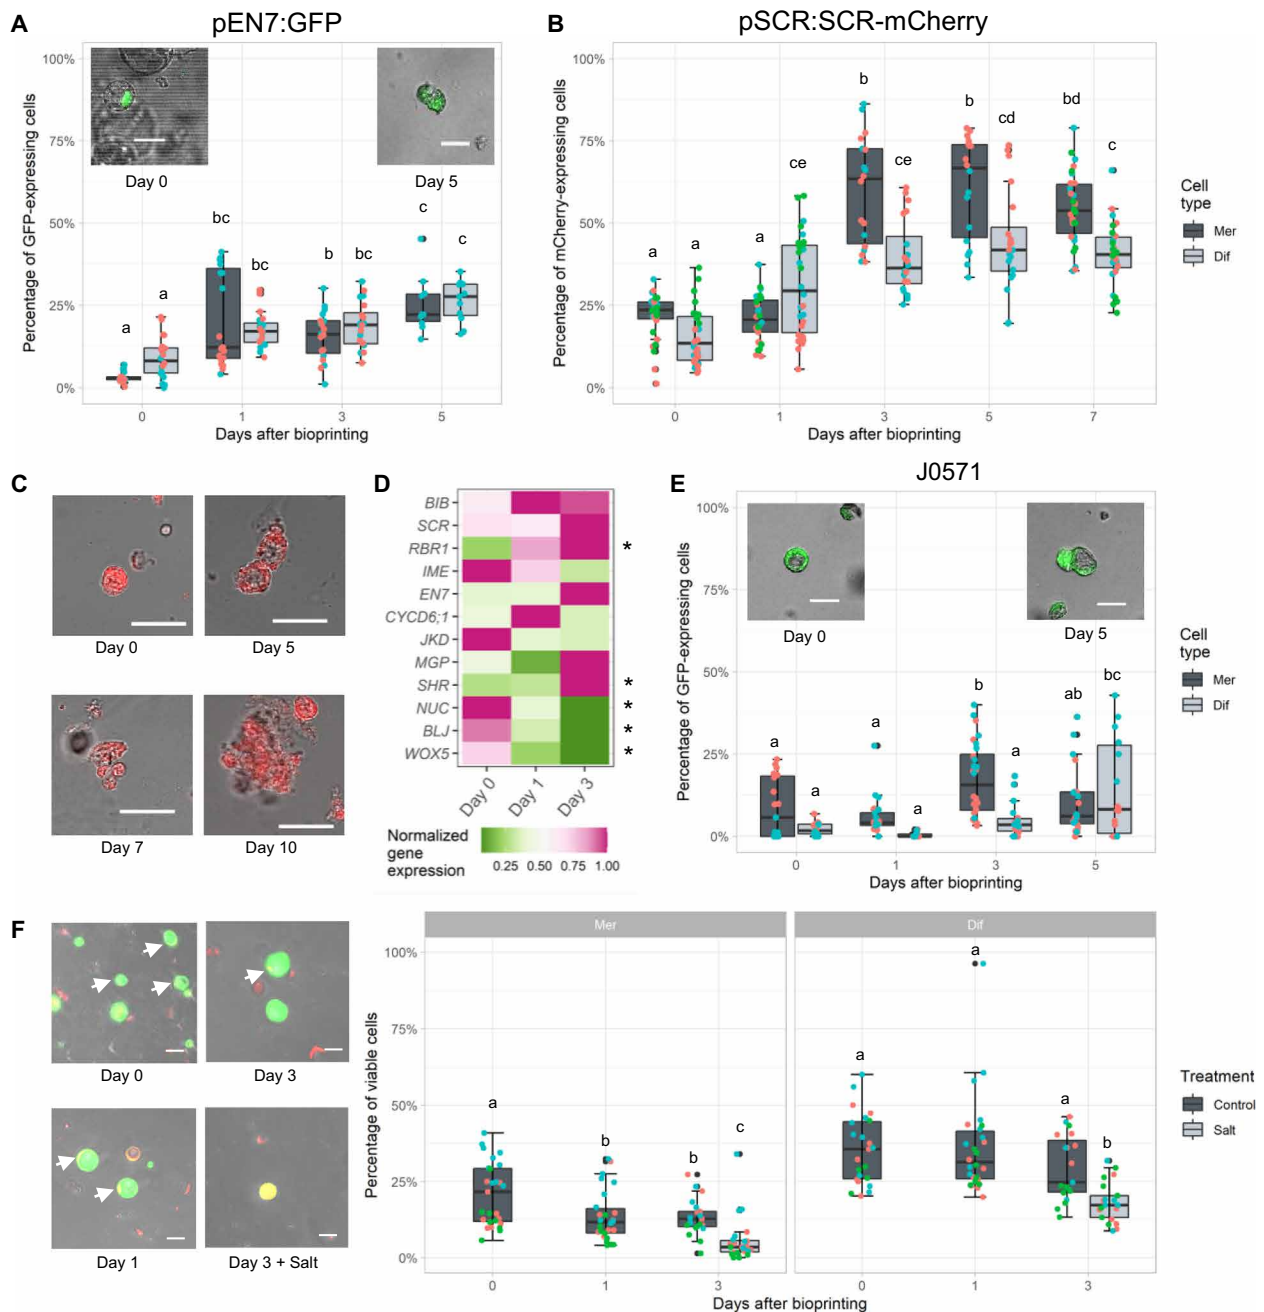 A
pEN7:GFP
Percentage of GFP-expressing cells
100%
75%
50%
25%
0%
Day 0
Day 5
a
a
bc
bc
b
bc
c
c
0
1
3
5
Days after bioprinting
B
pSCR:SCR-mCherry
Percentage of mCherry-expressing cells
100%
75%
50%
25%
0%
a
a
a
ce
b
ce
b
cd
bd
c
0
1
3
5
7
Days after bioprinting
Cell
type
Mer
Dif
C
Day 0
Day 5
Day 7
Day 10
D
BIB
SCR
RBR1
*
IME
EN7
CYCD6;1
JKD
MGP
SHR
*
NUC
*
BLJ
*
WOX5
*
Day 0
Day 1
Day 3
Normalized
gene
expression
0.25
0.50
0.75
1.00
E
J0571
Percentage of GFP-expressing cells
100%
75%
50%
25%
0%
Day 0
Day 5
a
a
a
a
b
a
ab
bc
0
1
3
5
Days after bioprinting
Cell
type
Mer
Dif
F
Day 0
Day 3
Day 1
Day 3 + Salt
Percentage of viable cells
100%
75%
50%
25%
0%
Mer
a
b
b
c
0
1
3
Dif
a
a
a
b
0
1
3
Days after bioprinting
Treatment
Control
Salt